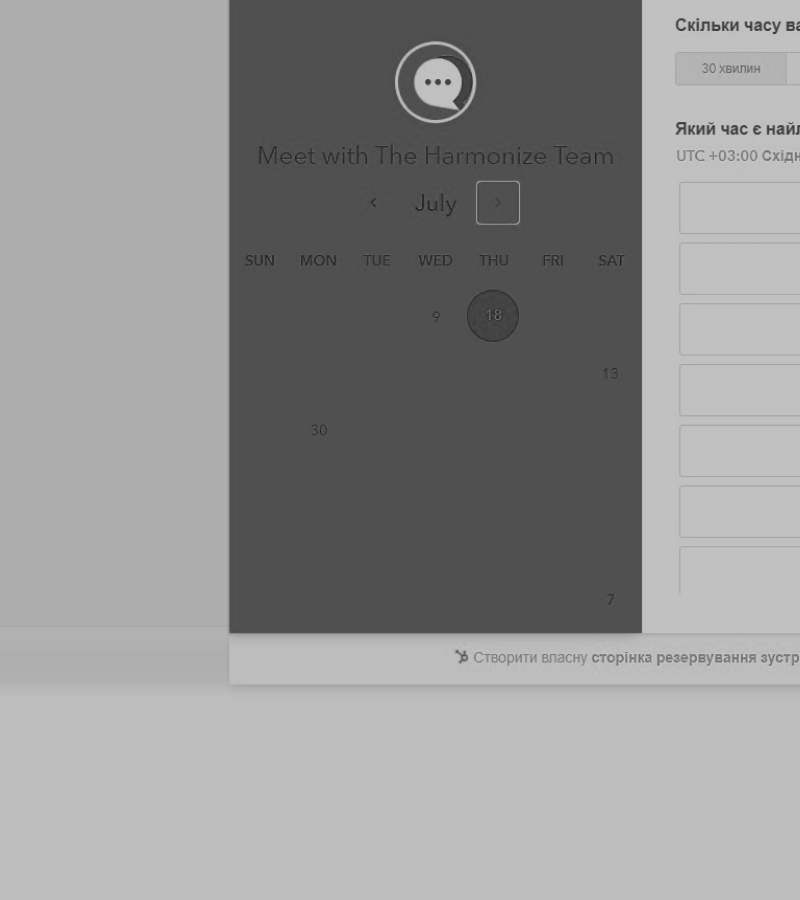 Скільки часу ва
30 хвилин
Який час є найл
UTC +03:00 Східн
Meet with The Harmonize Team
July
SUN MON TUE WED THU FRI SAT
9 18
13
30
7
Створити власну сторінка резервування зустр